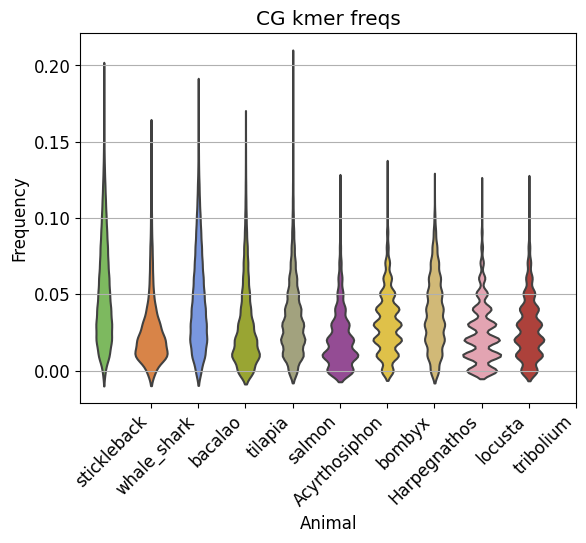 CG kmer freqs
Frequency
0.20
0.15
0.10
0.05
0.00
stickleback
whale_shark
bacalao
tilapia
salmon
Acyrthosiphon
bombyx
Harpegnathos
locusta
tribolium
Animal